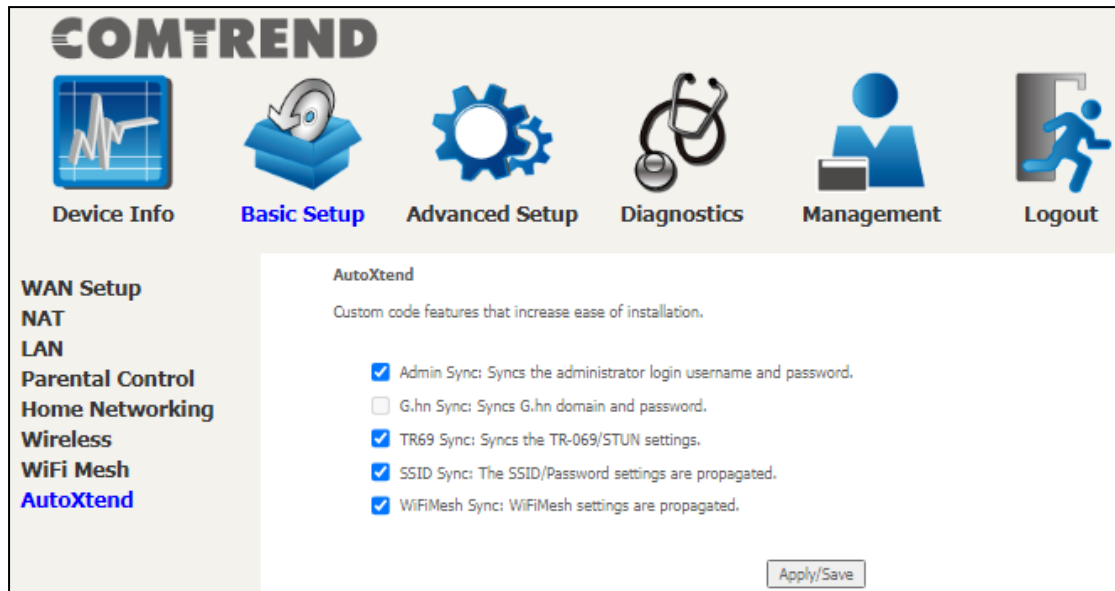 COMTREND
Device Info
Basic Setup
Advanced Setup
Diagnostics
Management
Logout
WAN Setup
NAT
LAN
Parental Control
Home Networking
Wireless
WiFi Mesh
AutoXtend
AutoXtend
Custom code features that increase ease of installation.
Admin Sync: Syncs the administrator login username and password.
G.hn Sync: Syncs G.hn domain and password.
TR69 Sync: Syncs the TR-069/STUN settings.
SSID Sync: The SSID/Password settings are propagated.
WiFiMesh Sync: WiFiMesh settings are propagated.
Apply/Save